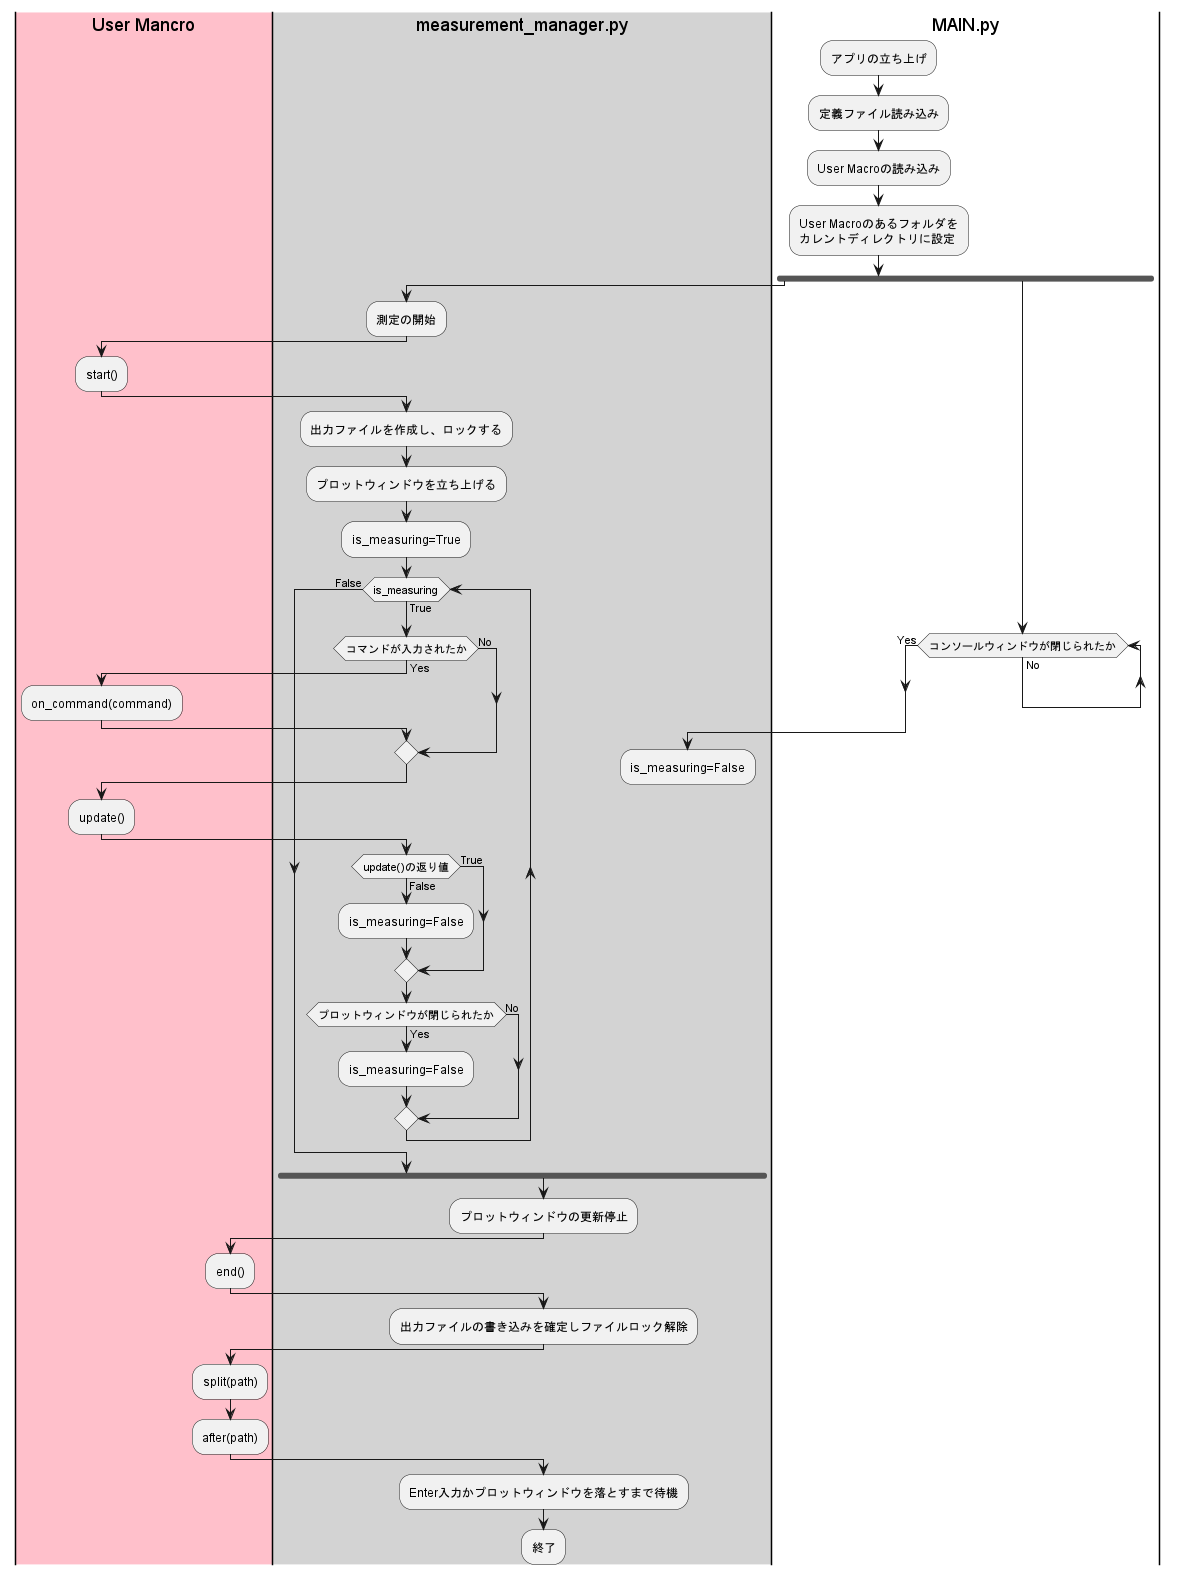 User Mancro
measurement_manager.py
MAIN.py
アプリの立ち上げ
定義ファイル読み込み
User Macroの読み込み
User Macroのあるフォルダを
カレントディレクトリに設定
測定の開始
start()
出力ファイルを作成し、ロックする
プロットウィンドウを立ち上げる
is_measuring=True
False
is_measuring
True
コマンドが入力されたか
No
Yes
Yes
コンソールウィンドウが閉じられたか
No
on_command(command)
is_measuring=False
update()
update()の返り値
True
False
is_measuring=False
プロットウィンドウが閉じられたか
No
Yes
is_measuring=False
プロットウィンドウの更新停止
end()
出力ファイルの書き込みを確定しファイルロック解除
split(path)
after(path)
Enter入力かプロットウィンドウを落とすまで待機
終了